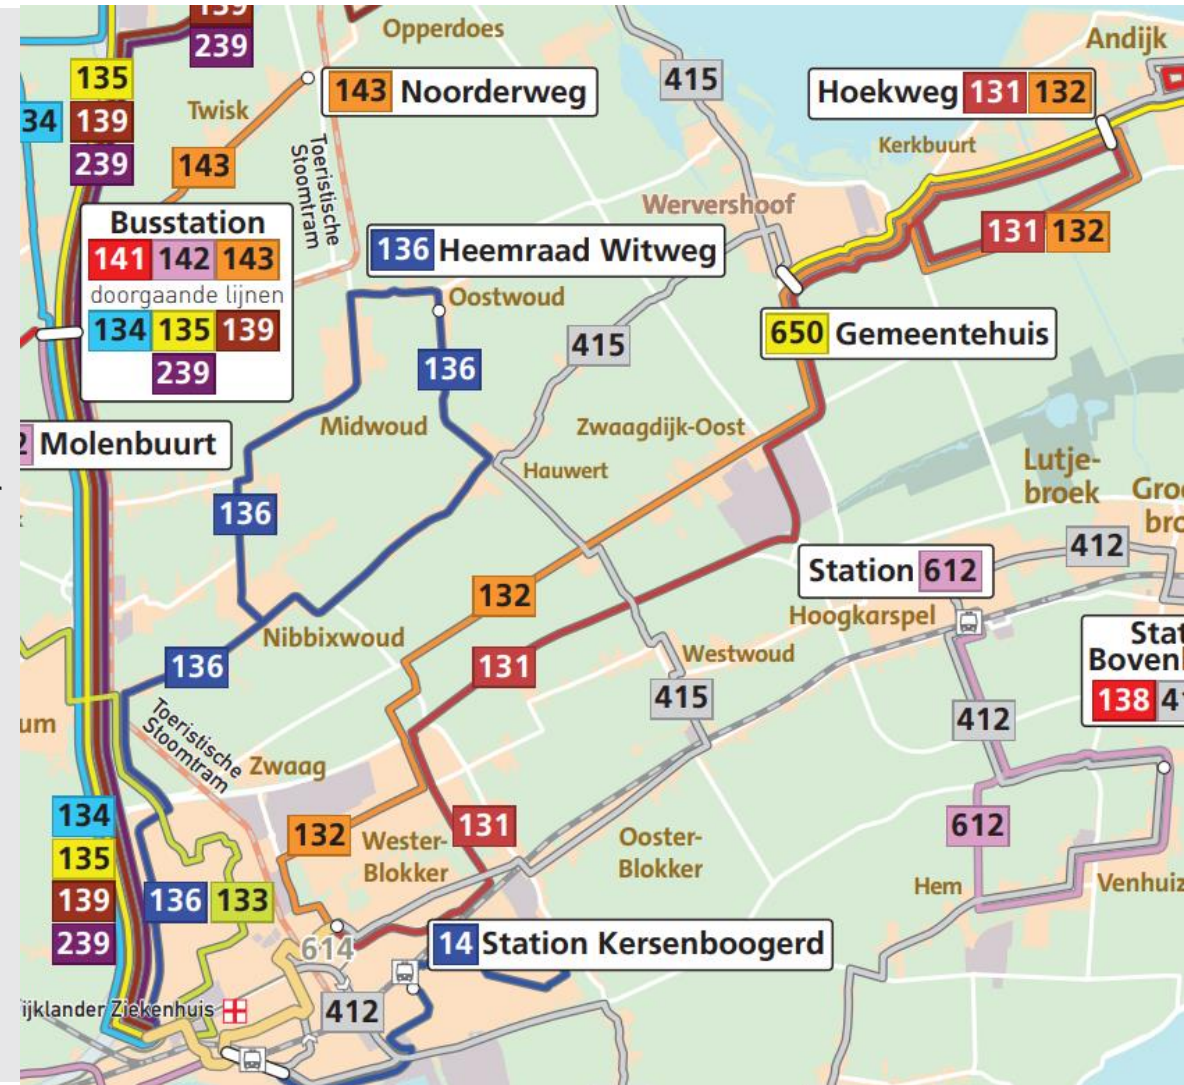 139
239
Opperdoes
135
139
239
34
Twisk
143
143 Noorderweg
Toeristische
Stoomtram
415
Andijk
Hoekweg 131 132
Kerkbuurt
Wervershoof
131 132
Busstation
141 142 143
doorgaande lijnen
134 135 139
239
136 Heemraad Witweg
Oostwoud
415
650 Gemeentehuis
136
2 Molenbuurt
Midwoud
Zwaagdijk-Oost
Hauwert
Lutje-
broek
136
412
132
Station 612
Hoogkarspel
Nibbixwoud
136
131
Westwoud
415
412
138
um
Toeristische
Stoomtram
Zwaag
134
135
139
239
132
Wester-
Blokker
131
Ooster-
Blokker
612
Hem
136 133
614
14 Station Kersenboogerd
412
Ziekenhuis